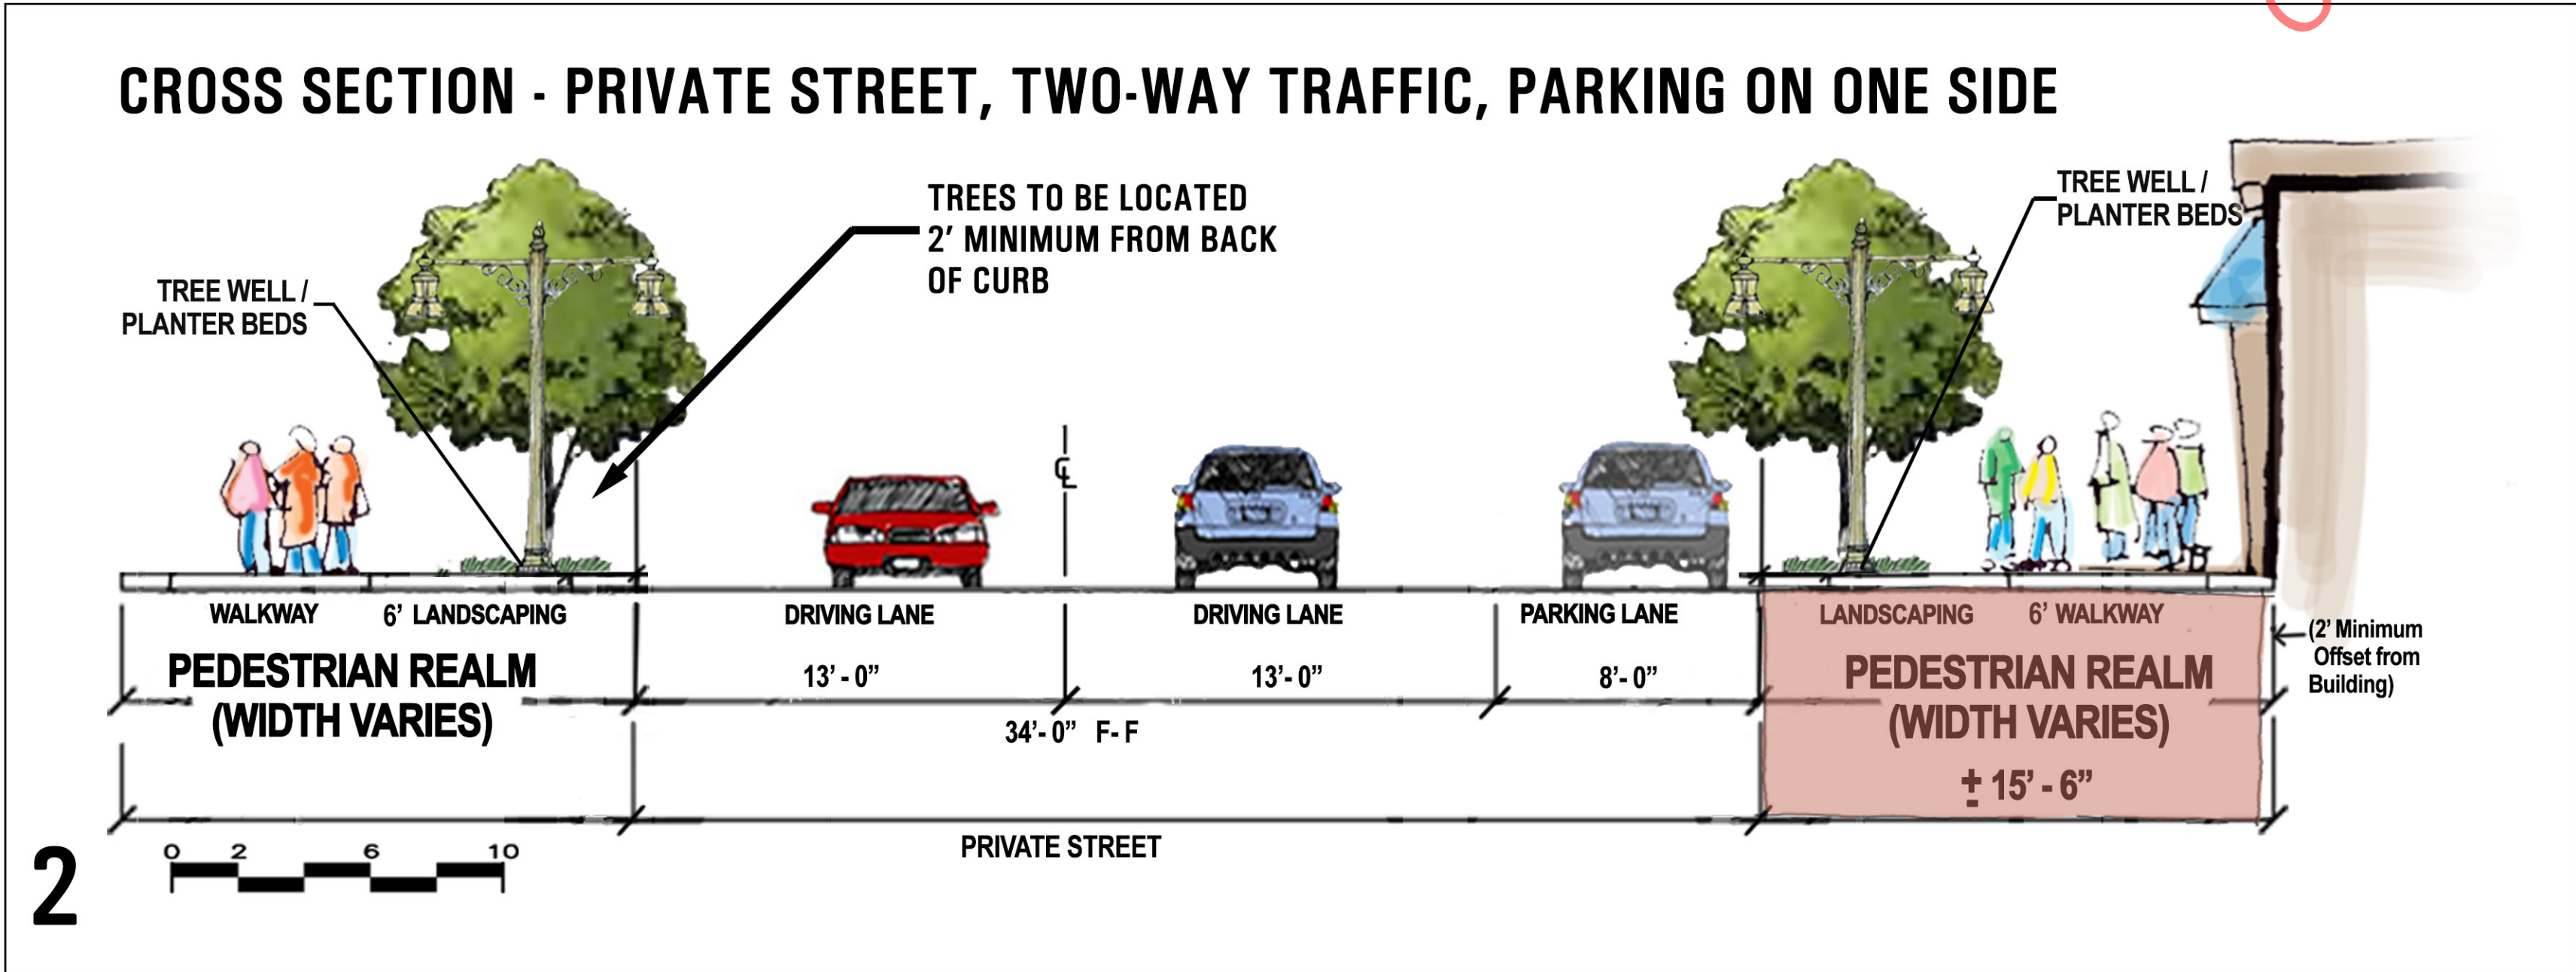 CROSS SECTION - PRIVATE STREET, TWO-WAY TRAFFIC, PARKING ON ONE SIDE
TREE WELL /
PLANTER BEDS
TREES TO BE LOCATED
2' MINIMUM FROM BACK
OF CURB
TREE WELL /
PLANTER BEDS
℄
WALKWAY
6' LANDSCAPING
DRIVING LANE
DRIVING LANE
PARKING LANE
LANDSCAPING
6' WALKWAY
(2' Minimum
Offset from
Building)
PEDESTRIAN REALM
(WIDTH VARIES)
13'- 0"
13'- 0"
8'- 0"
PEDESTRIAN REALM
(WIDTH VARIES)
± 15' - 6"
34'- 0" F- F
PRIVATE STREET
2
0 2 6 10